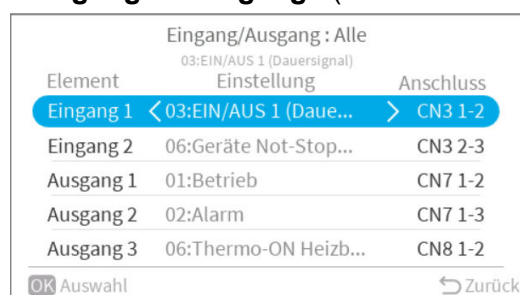 Eingang/Ausgang : Alle
03:EIN/AUS 1 (Dauersignal)
Element Einstellung Anschluss
Eingang 1 03:EIN/AUS 1 (Daue... CN3 1-2
Eingang 2 06:Geräte Not-Stop... CN3 2-3
Ausgang 1 01:Betrieb CN7 1-2
Ausgang 2 02:Alarm CN7 1-3
Ausgang 3 06:Thermo-ON Heizb... CN8 1-2
OK Auswahl Zurück